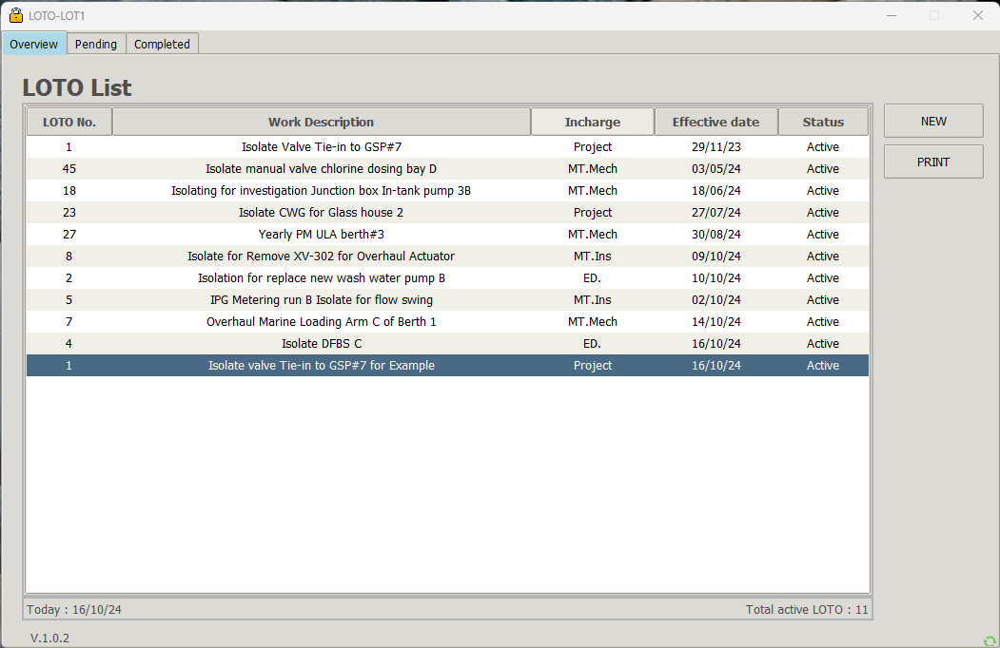 LOTO-LOT1
Overview Pending Completed
LOTO List
LOTO No. Work Description Incharge Effective date Status
1 Isolate Valve Tie-in to GSP#7 Project 29/11/23 Active
45 Isolate manual valve chlorine dosing bay D MT.Mech 03/05/24 Active
18 Isolating for investigation Junction box In-tank pump 3B MT.Mech 18/06/24 Active
23 Isolate CWG for Glass house 2 Project 27/07/24 Active
27 Yearly PM ULA berth#3 MT.Mech 30/08/24 Active
8 Isolate for Remove XV-302 for Overhaul Actuator MT.Ins 09/10/24 Active
2 Isolation for replace new wash water pump B ED. 10/10/24 Active
5 IPG Metering run B Isolate for flow swing MT.Ins 02/10/24 Active
7 Overhaul Marine Loading Arm C of Berth 1 MT.Mech 14/10/24 Active
4 Isolate DFBS C ED. 16/10/24 Active
1 Isolate valve Tie-in to GSP#7 for Example Project 16/10/24 Active
NEW
PRINT
Today : 16/10/24 Total active LOTO : 11
V.1.0.2